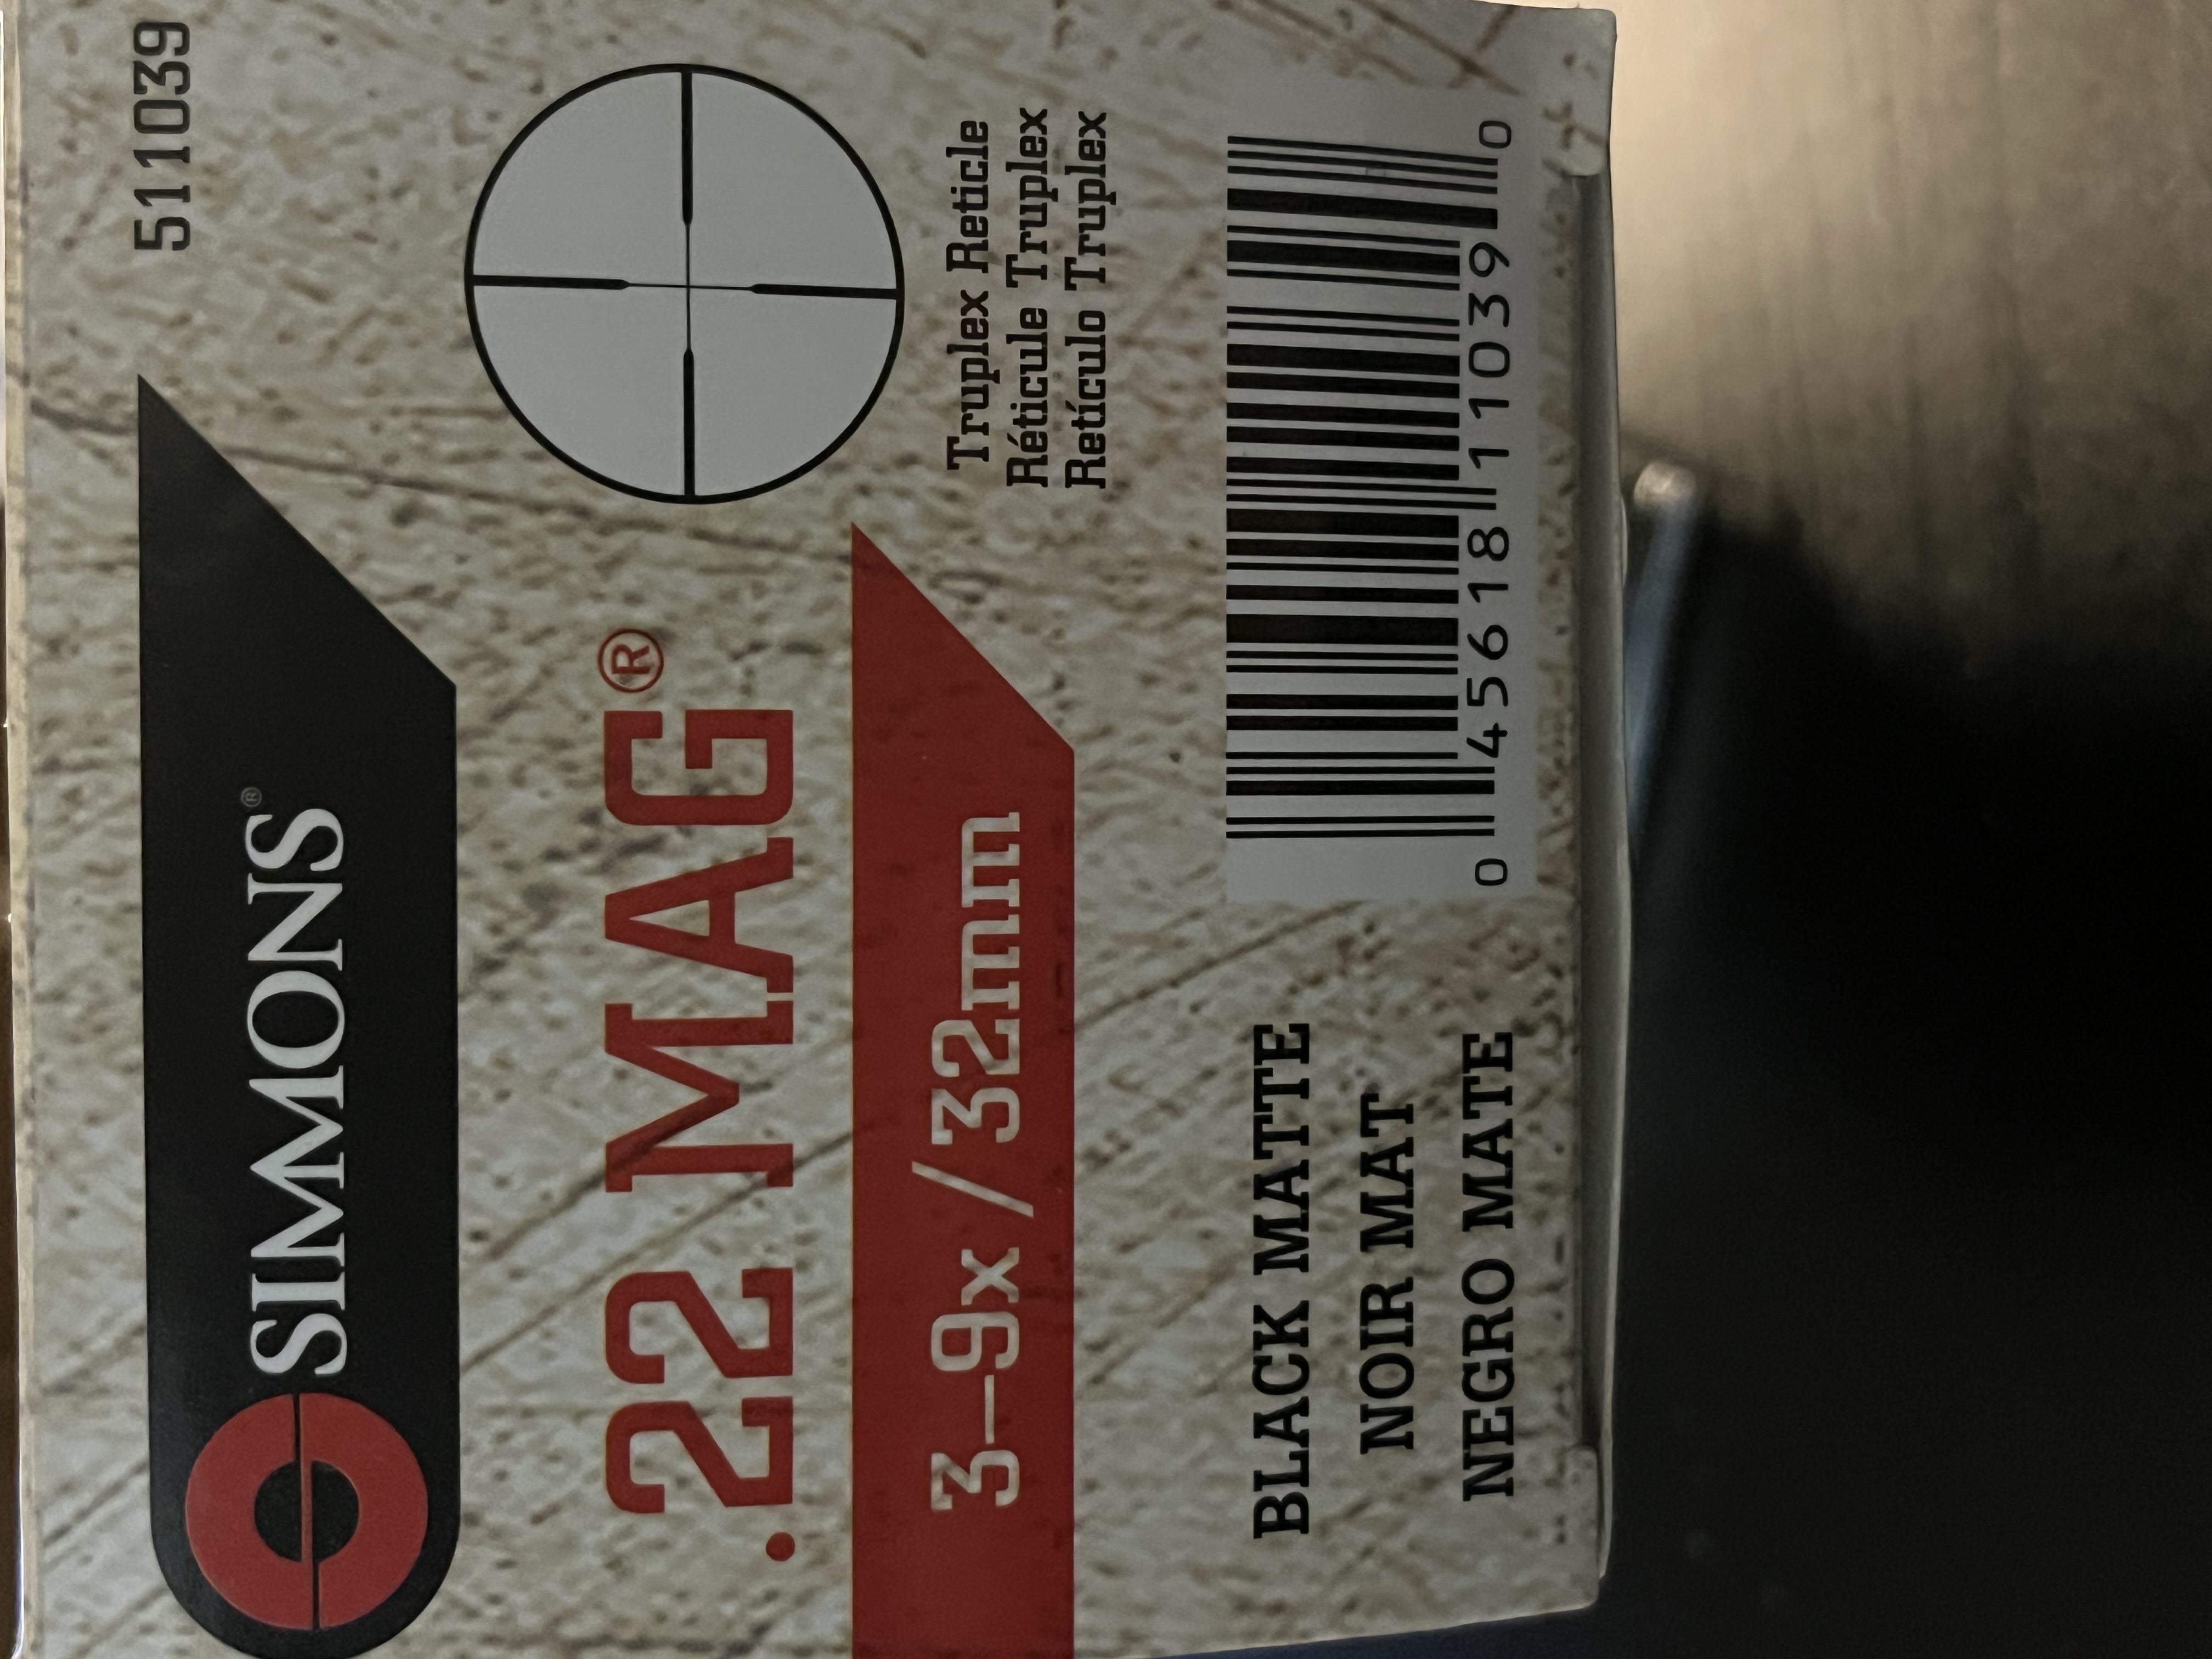 511039
SIMMONS®
.22 MAG®
3–9x / 32mm
Truplex Reticle
Réticule Truplex
Retículo Truplex
BLACK MATTE
NOIR MAT
NEGRO MATE
0 45618 11039 0